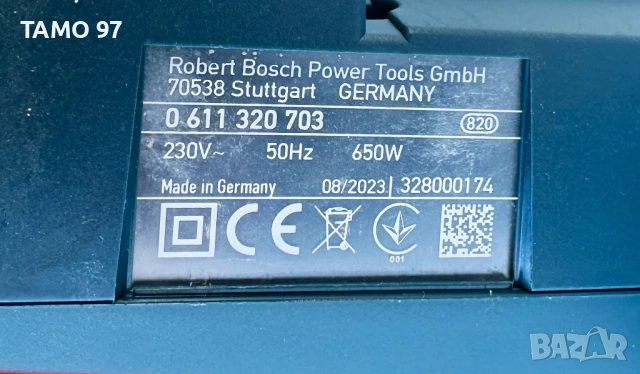 TAMO 97
Robert Bosch Power Tools GmbH
70538 Stuttgart GERMANY
0 611 320 703 820
230V~ 50Hz 650W
Made in Germany 08/2023 | 328000174
CE
001
BAZAR